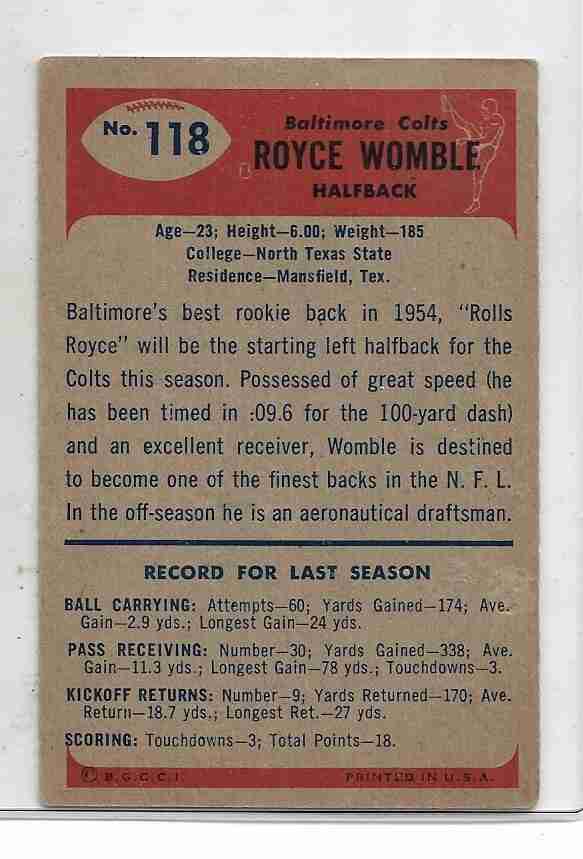 No. 118
Baltimore Colts
ROYCE WOMBLE
HALFBACK
Age—23; Height—6.00; Weight—185
College—North Texas State
Residence—Mansfield, Tex.
Baltimore's best rookie back in 1954, "Rolls
Royce" will be the starting left halfback for the
Colts this season. Possessed of great speed (he
has been timed in :09.6 for the 100-yard dash)
and an excellent receiver, Womble is destined
to become one of the finest backs in the N. F. L.
In the off-season he is an aeronautical draftsman.
RECORD FOR LAST SEASON
BALL CARRYING: Attempts—60; Yards Gained—174; Ave.
Gain—2.9 yds.; Longest Gain—24 yds.
PASS RECEIVING: Number—30; Yards Gained—338; Ave.
Gain—11.3 yds.; Longest Gain—78 yds.; Touchdowns—3.
KICKOFF RETURNS: Number—9; Yards Returned—170; Ave.
Return—18.7 yds.; Longest Ret.—27 yds.
SCORING: Touchdowns—3; Total Points—18.
© B.G.C.C.I. PRINTED IN U.S.A.